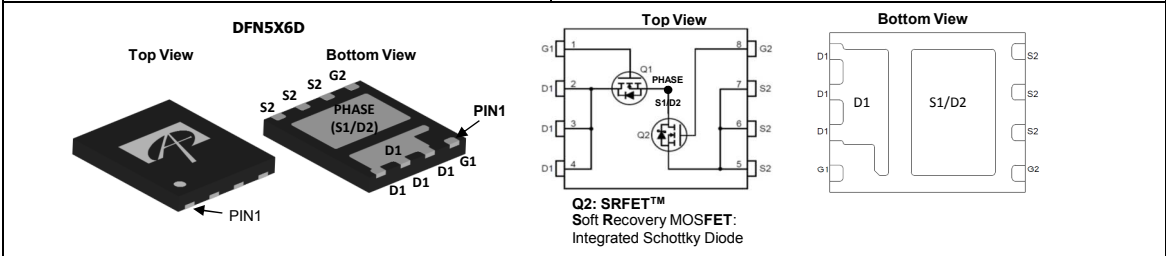 DFN5X6D
Top View
Bottom View
S2
S2
S2
G2
PHASE
(S1/D2)
D1
PIN1
G1
D1
D1
D1
PIN1
Top View
G1
1
8
G2
Q1
PHASE
D1
2
7
S2
S1/D2
D1
3
6
S2
Q2
D1
4
5
S2
Q2: SRFET™
Soft Recovery MOSFET:
Integrated Schottky Diode
Bottom View
D1
S2
D1
S2
D1
S1/D2
D1
S2
G1
G2